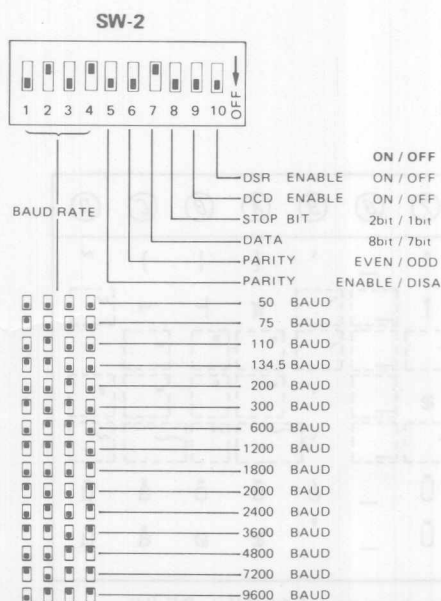 SW-2
1 2 3 4 5 6 7 8 9 10 OFF
ON / OFF
DSR ENABLE ON / OFF
DCD ENABLE ON / OFF
BAUD RATE
STOP BIT 2bit / 1bit
DATA 8bit / 7bit
PARITY EVEN / ODD
PARITY ENABLE / DISA
50 BAUD
75 BAUD
110 BAUD
134.5 BAUD
200 BAUD
300 BAUD
600 BAUD
1200 BAUD
1800 BAUD
2000 BAUD
2400 BAUD
3600 BAUD
4800 BAUD
7200 BAUD
9600 BAUD